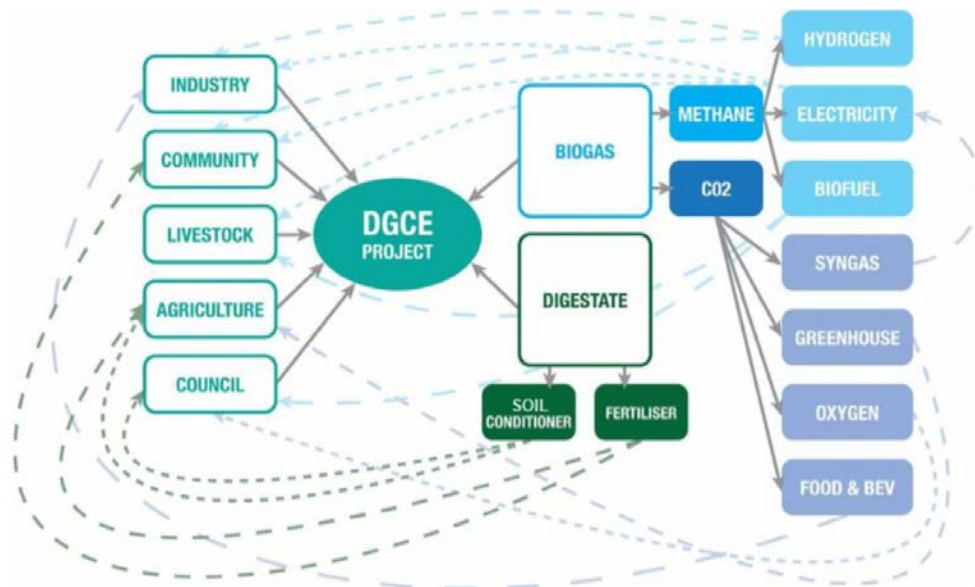 INDUSTRY
COMMUNITY
LIVESTOCK
AGRICULTURE
COUNCIL
DGCE
PROJECT
BIOGAS
DIGESTATE
SOIL
CONDITIONER
FERTILISER
METHANE
CO2
HYDROGEN
ELECTRICITY
BIOFUEL
SYNGAS
GREENHOUSE
OXYGEN
FOOD & BEV